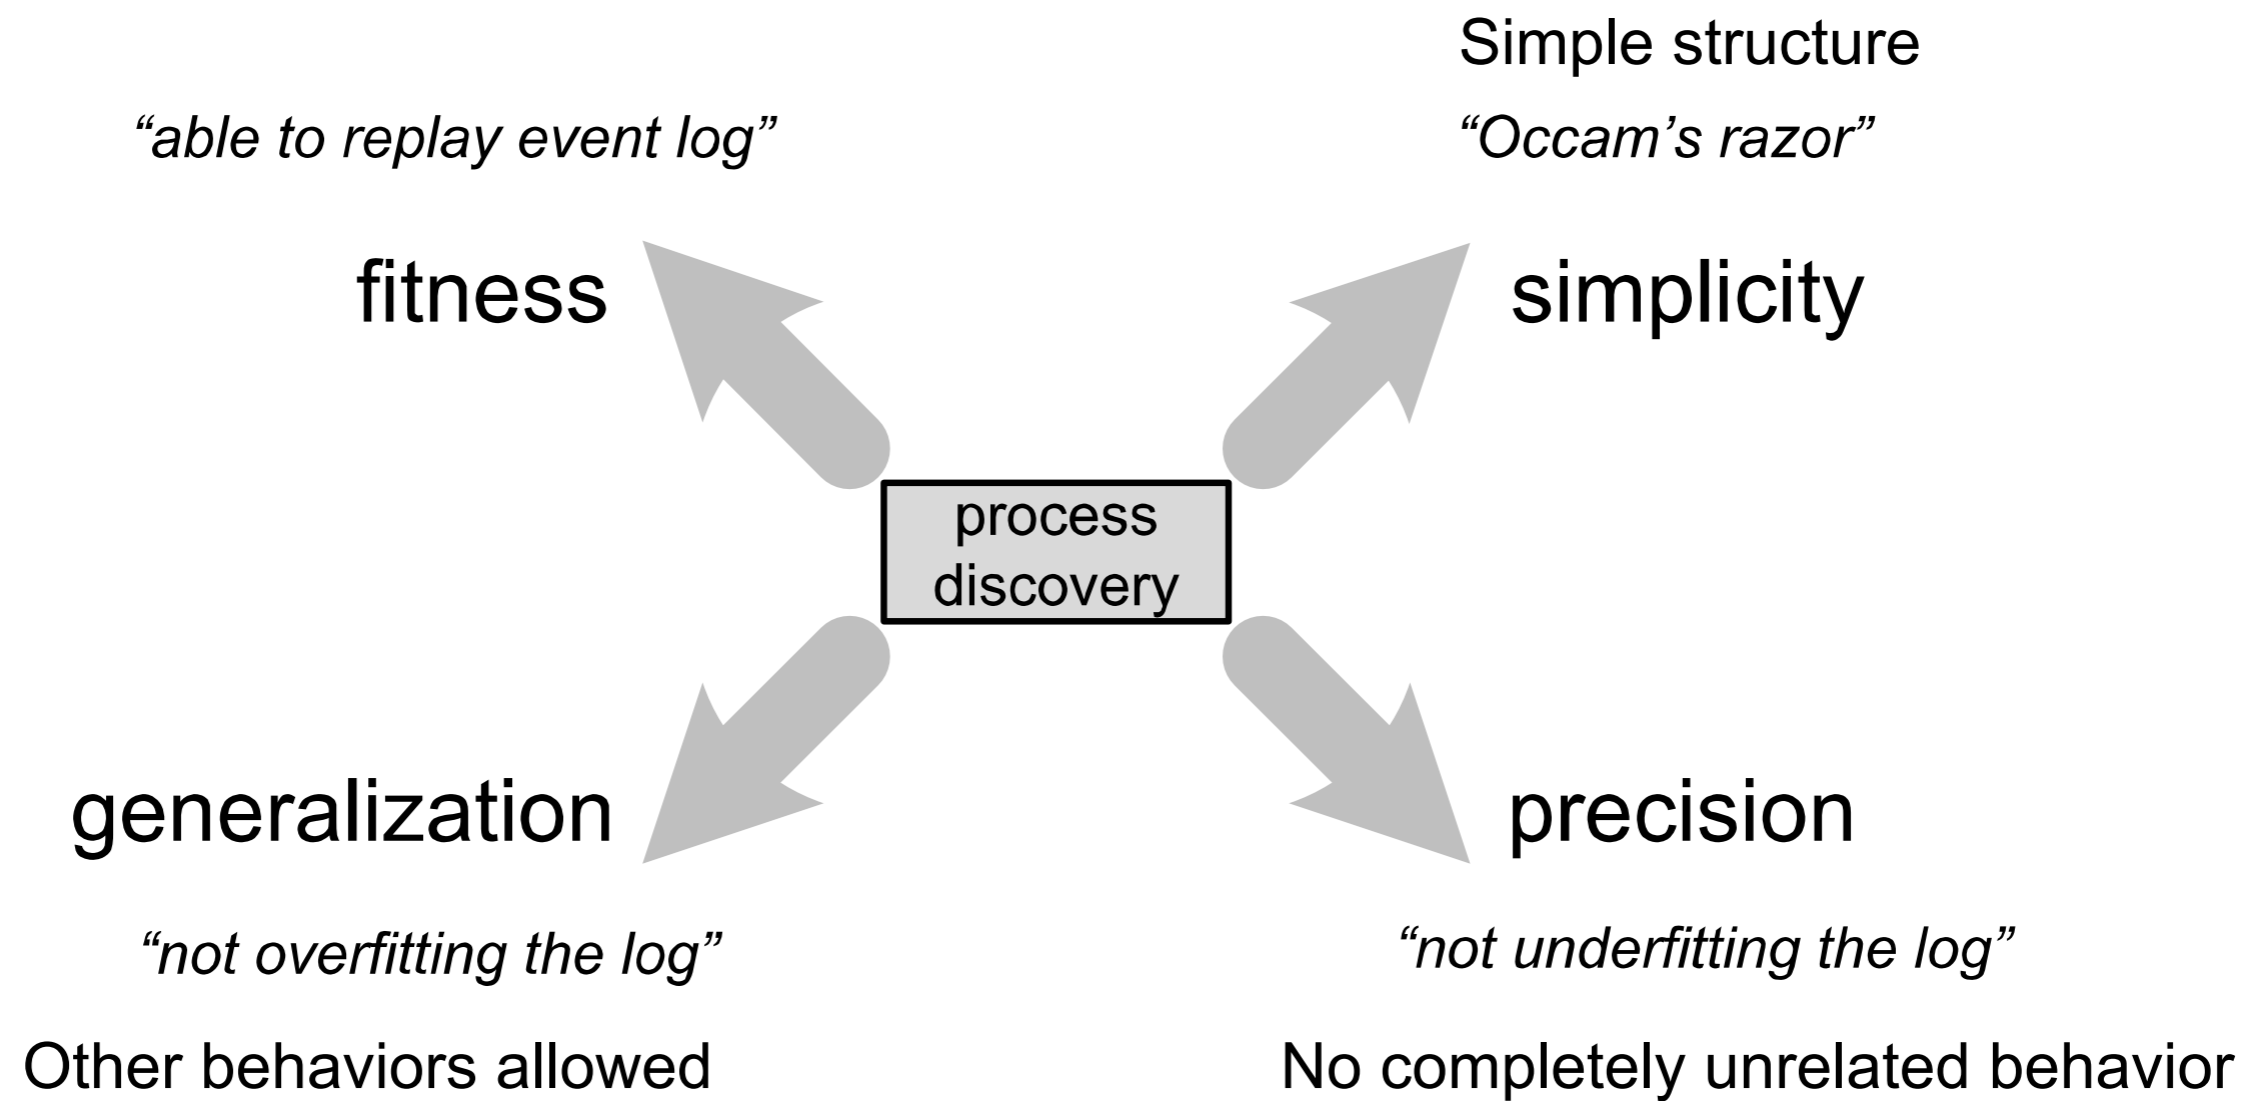 Simple structure
“able to replay event log”
“Occam’s razor”
fitness
simplicity
process
discovery
generalization
precision
“not overfitting the log”
“not underfitting the log”
Other behaviors allowed
No completely unrelated behavior